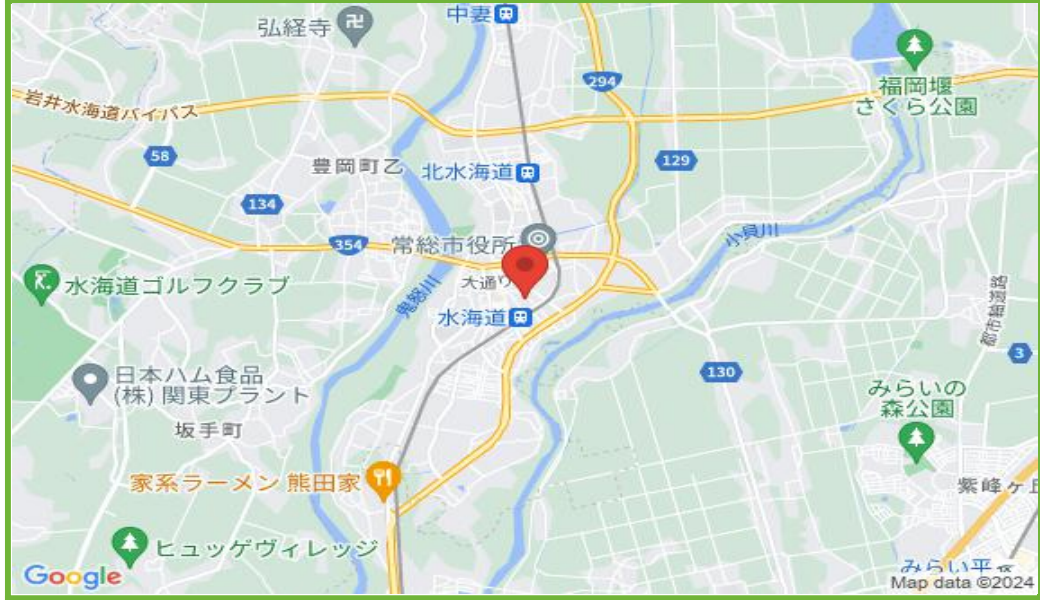 中妻
弘経寺
294
福岡堰
さくら公園
岩井水海道バイパス
58
豊岡町乙
北水海道
129
134
小貝川
354
常総市役所
大通り
水海道ゴルフクラブ
鬼怒川
水海道
都市軸道路
3
日本ハム食品
(株) 関東プラント
130
みらいの
森公園
坂手町
家系ラーメン 熊田家
紫峰ヶ丘
ヒュッゲヴィレッジ
みらい平
Google
Map data ©2024